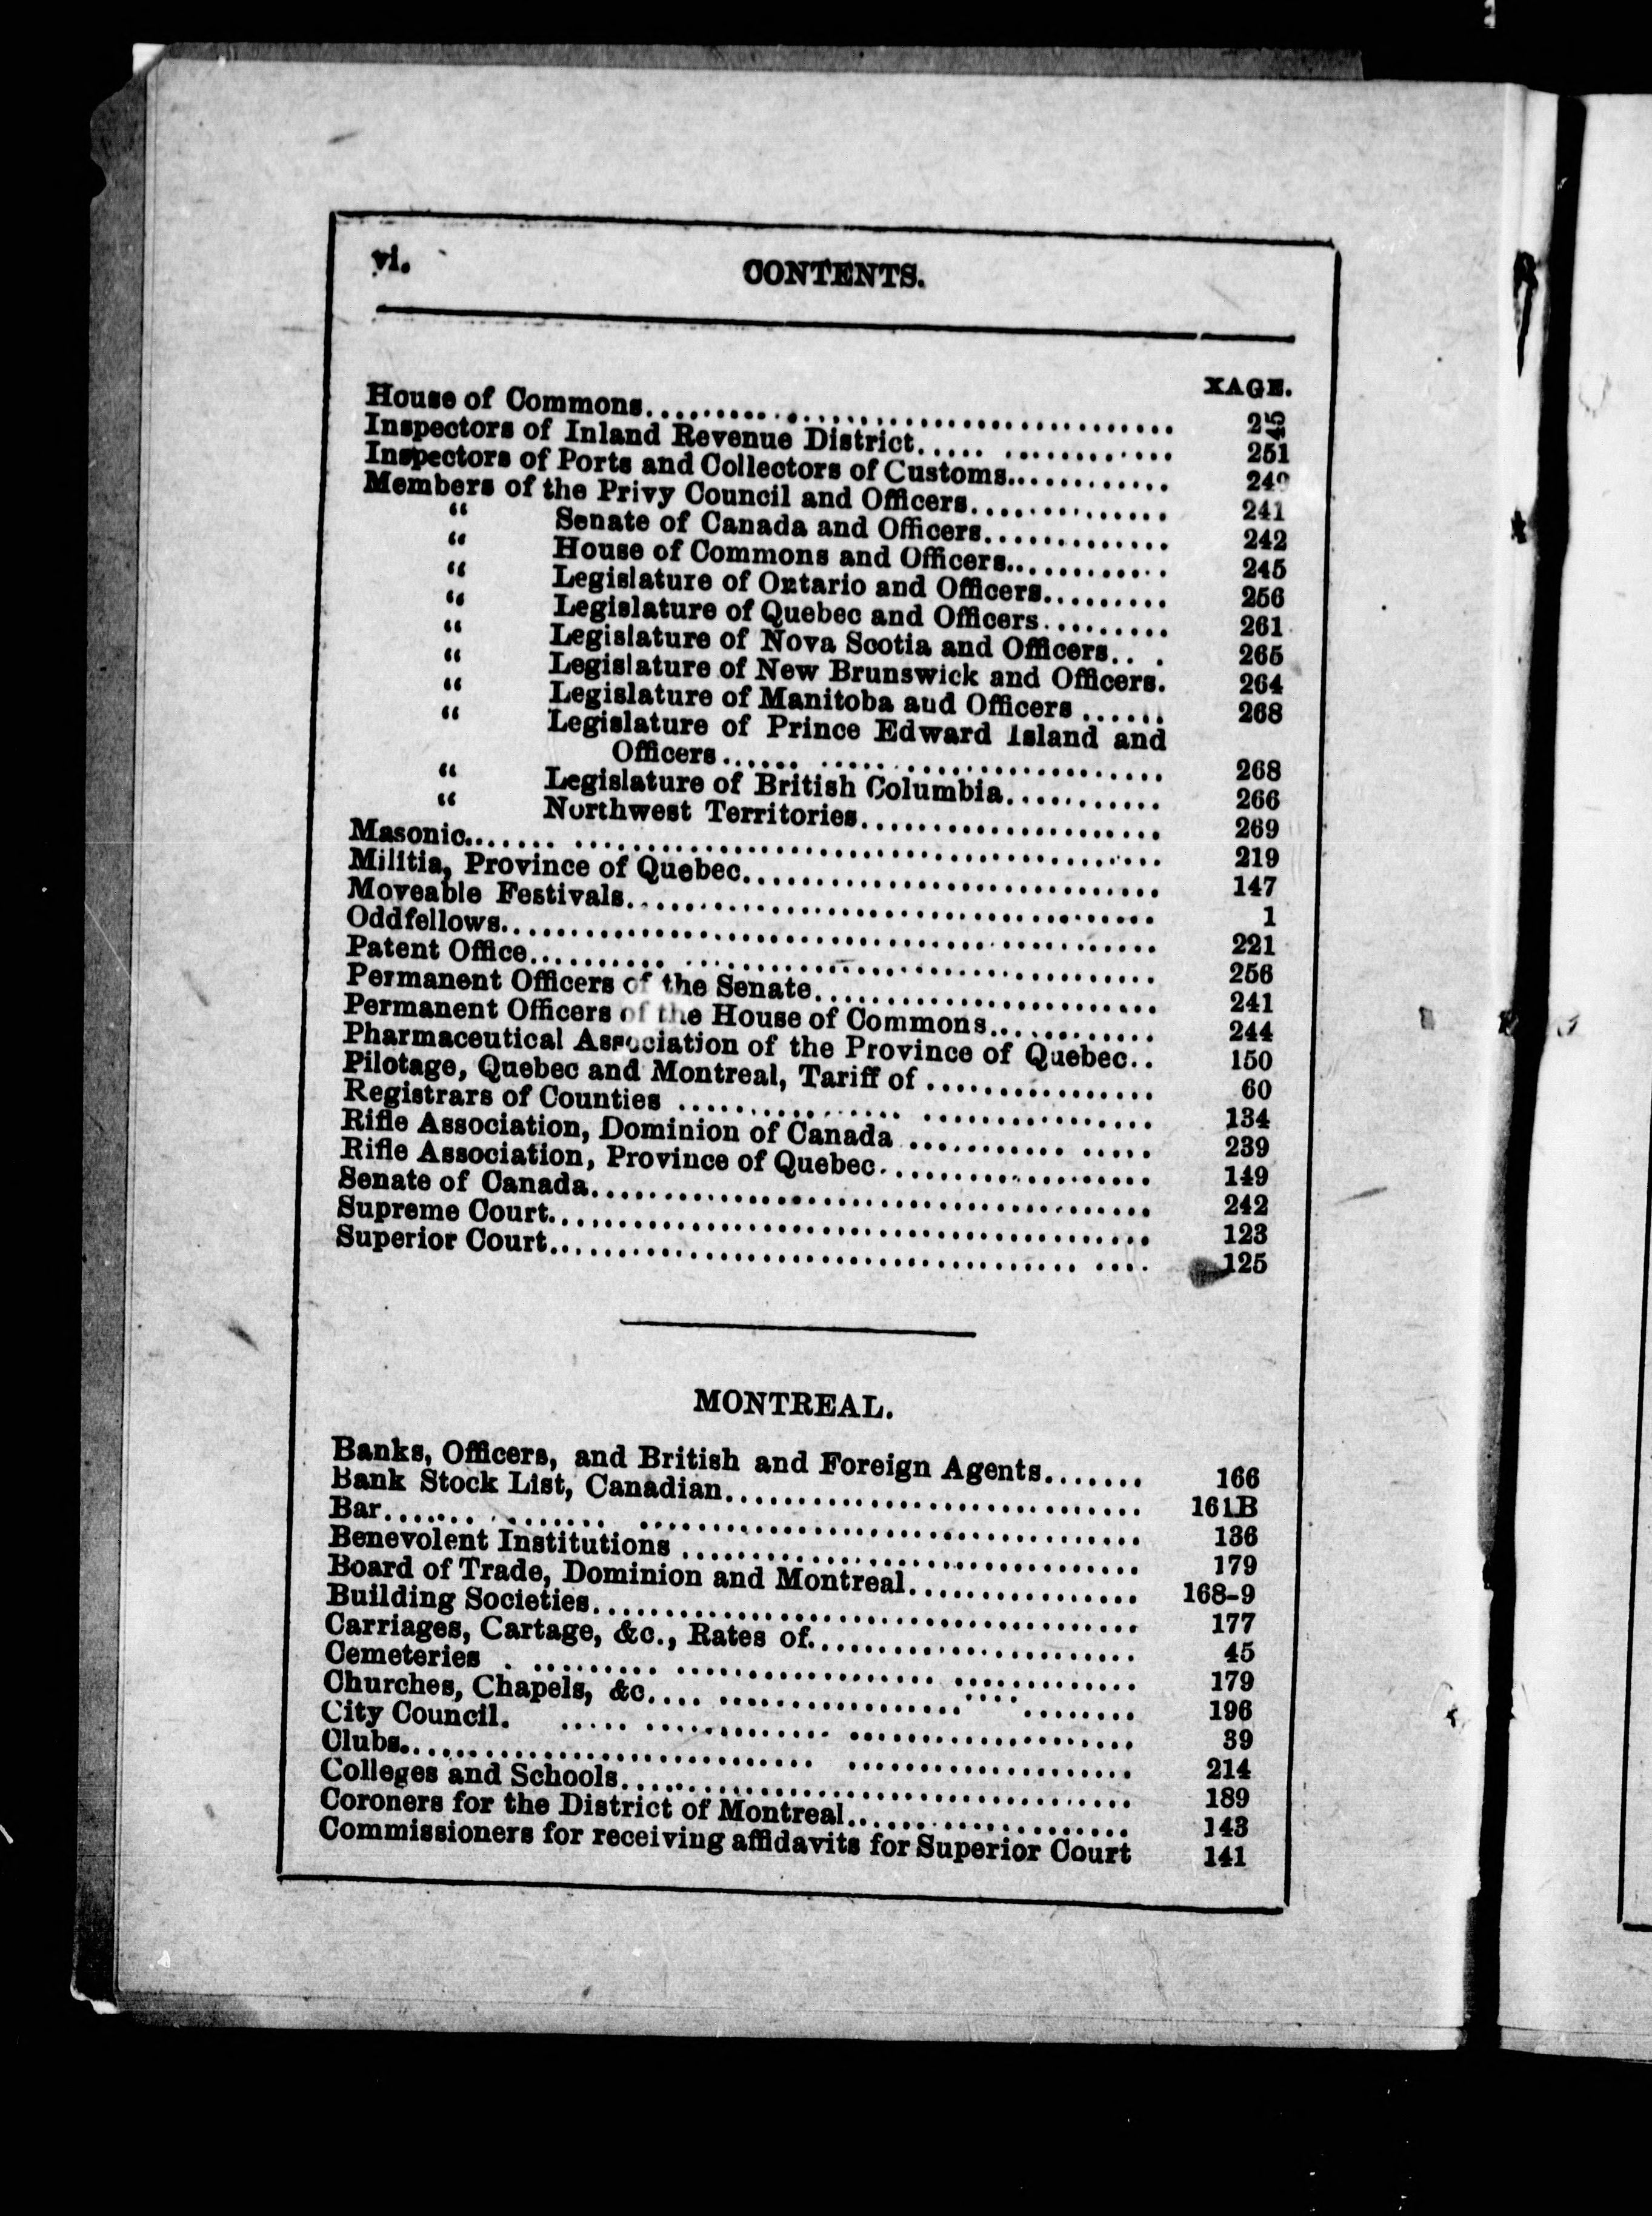 vi.
CONTENTS.
XAGE.
House of Commons........................................ 245
Inspectors of Inland Revenue District..... ............ 251
Inspectors of Ports and Collectors of Customs............ 249
Members of the Privy Council and Officers.............. 241
“ Senate of Canada and Officers............. 242
“ House of Commons and Officers............ 245
“ Legislature of Ontario and Officers......... 256
“ Legislature of Quebec and Officers......... 261
“ Legislature of Nova Scotia and Officers.. . 265
“ Legislature of New Brunswick and Officers. 264
“ Legislature of Manitoba aud Officers ...... 268
“ Legislature of Prince Edward Island and
Officers...... .............................. 268
“ Legislature of British Columbia........... 266
“ Northwest Territories..................... 269
Masonic....... ........................................ 219
Militia, Province of Quebec............................. 147
Moveable Festivals..................................... 1
Oddfellows.............................................. 221
Patent Office.......... ................................. 256
Permanent Officers of the Senate........................ 241
Permanent Officers of the House of Commons............ 244
Pharmaceutical Association of the Province of Quebec.. 150
Pilotage, Quebec and Montreal, Tariff of ................ 60
Registrars of Counties ................ ................ 134
Rifle Association, Dominion of Canada ........... ..... 239
Rifle Association, Province of Quebec................... 149
Senate of Canada....................................... 242
Supreme Court.......................................... 123
Superior Court..................................... .... 125
MONTREAL.
Banks, Officers, and British and Foreign Agents....... 166
Bank Stock List, Canadian............................. 161B
Bar....... ........ ................................... 136
Benevolent Institutions ................................ 179
Board of Trade, Dominion and Montreal................ 168-9
Building Societies...................................... 177
Carriages, Cartage, &c., Rates of....................... 45
Cemeteries . ......... .................. ............. 179
Churches, Chapels, &c.... ................. .... ........ 196
City Council. ..... ............. .................... 39
Clubs............................. .................... 214
Colleges and Schools.................................... 189
Coroners for the District of Montreal.................... 143
Commissioners for receiving affidavits for Superior Court 141